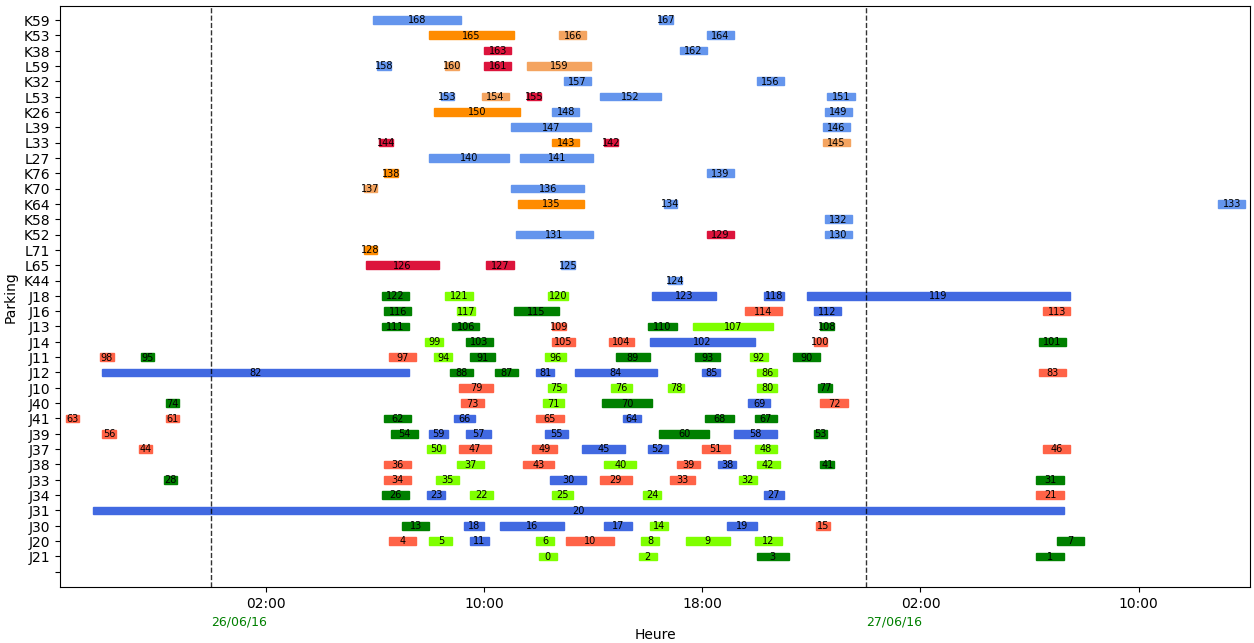 K59 168 167
K53 165 166 164
K38 163 162
L59 158 160 161 159
K32 157 156
L53 153 154 155 152 151
K26 150 148 149
L39 147 146
L33 144 143 142 145
L27 140 141
K76 138 139
K70 137 136
K64 135 134 133
K58 132
K52 131 129 130
L71 128
L65 126 127 125
K44 124
J18 122 121 120 123 118 119
J16 116 117 115 114 112 113
J13 111 106 109 110 107 108
J14 99 103 105 104 102 100 101
J11 98 95 97 94 91 96 89 93 92 90
J12 82 88 87 81 84 85 86 83
J10 79 75 76 78 80 77
J40 74 73 71 70 69 72
J41 63 61 62 66 65 64 68 67
J39 56 54 59 57 55 60 58 53
J37 44 50 47 49 45 52 51 48 46
J38 36 37 43 40 39 38 42 41
J33 28 34 35 30 29 33 32 31
J34 26 23 22 25 24 27 21
J31 20
J30 13 18 16 17 14 19 15
J20 4 5 11 6 10 8 9 12 7
J21 0 2 3 1
Parking
02:00 10:00 18:00 02:00 10:00
26/06/16 27/06/16
Heure